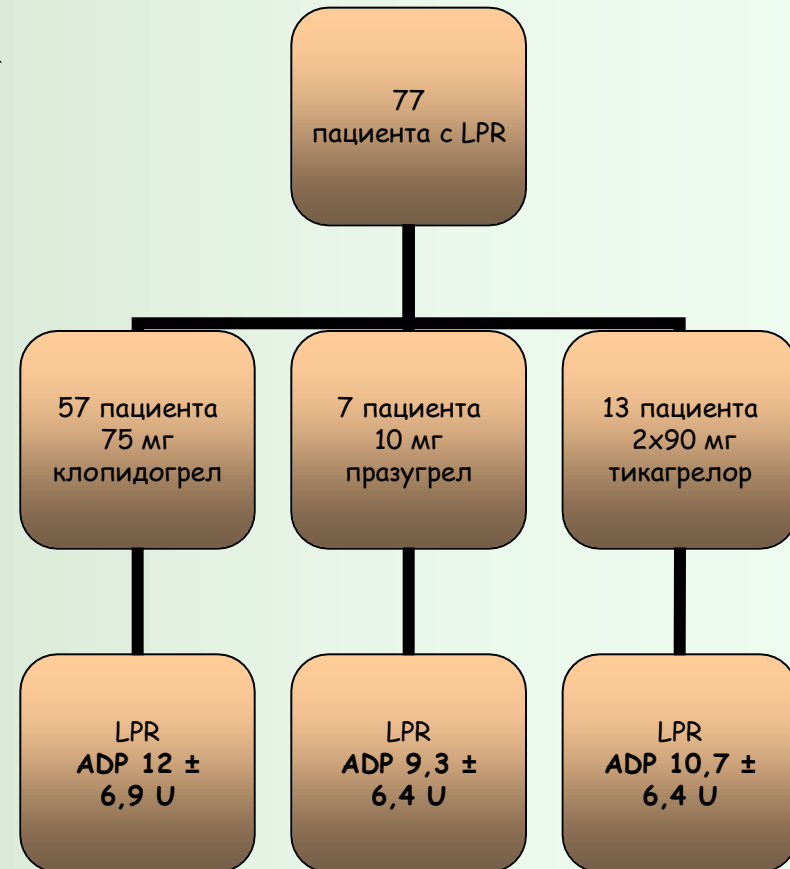 77
пациента с LPR
57 пациента
75 мг
клопидогрел
7 пациента
10 мг
празугрел
13 пациента
2x90 мг
тикагрелор
LPR
ADP 12 ±
6,9 U
LPR
ADP 9,3 ±
6,4 U
LPR
ADP 10,7 ±
6,4 U